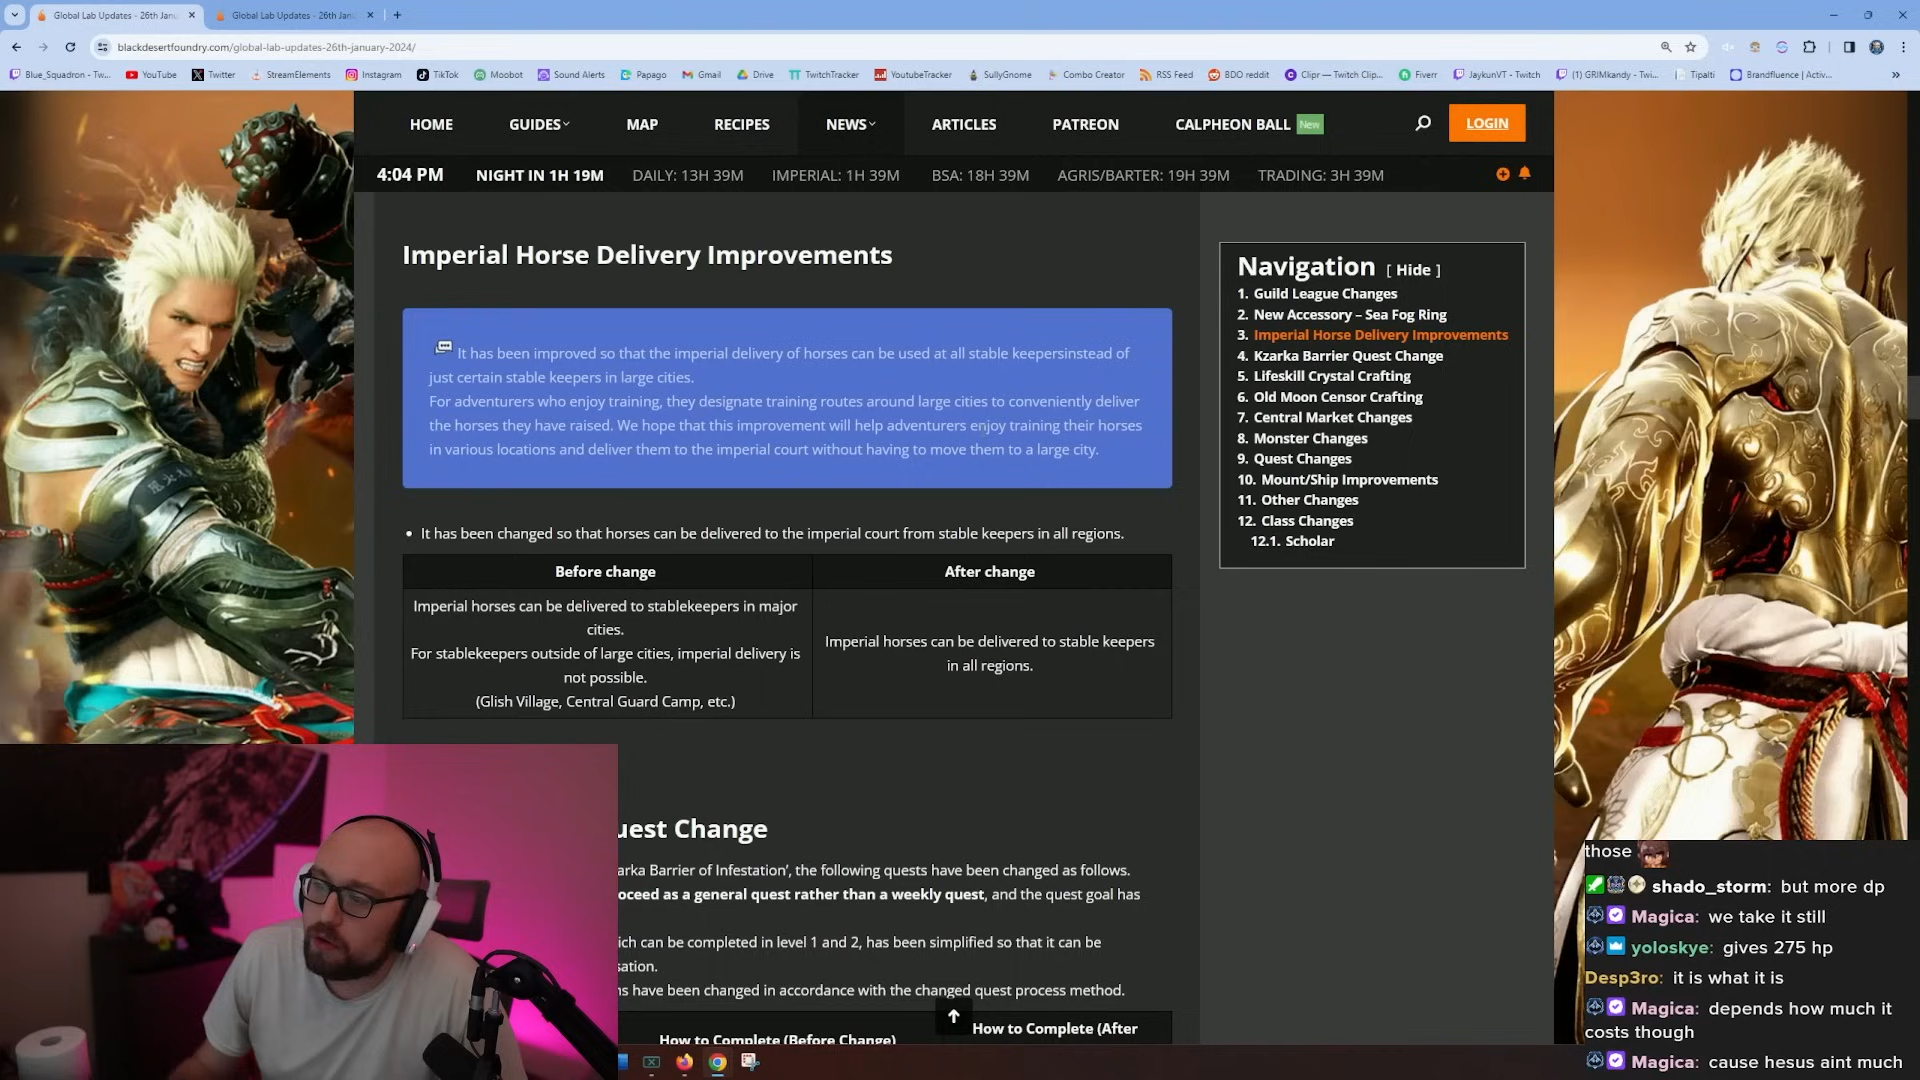 Global Lab Updates - 26th Janu
Global Lab Updates - 26th Janu
blackdesertfoundry.com/global-lab-updates-26th-january-2024/
Blue_Squadron - Tw...
YouTube
Twitter
StreamElements
Instagram
TikTok
Moobot
Sound Alerts
Papago
Gmail
Drive
TwitchTracker
YoutubeTracker
SullyGnome
Combo Creator
RSS Feed
BDO reddit
Clipr — Twitch Clip...
Fiverr
JaykunVT - Twitch
(1) GRIMkandy - Twi...
Tipalti
Brandfluence | Activ...
HOME
GUIDES
MAP
RECIPES
NEWS
ARTICLES
PATREON
CALPHEON BALL New
LOGIN
4:04 PM
NIGHT IN 1H 19M
DAILY: 13H 39M
IMPERIAL: 1H 39M
BSA: 18H 39M
AGRIS/BARTER: 19H 39M
TRADING: 3H 39M
Imperial Horse Delivery Improvements
It has been improved so that the imperial delivery of horses can be used at all stable keepersinstead of
just certain stable keepers in large cities.
For adventurers who enjoy training, they designate training routes around large cities to conveniently deliver
the horses they have raised. We hope that this improvement will help adventurers enjoy training their horses
in various locations and deliver them to the imperial court without having to move them to a large city.
• It has been changed so that horses can be delivered to the imperial court from stable keepers in all regions.
Before change
After change
Imperial horses can be delivered to stablekeepers in major
cities.
For stablekeepers outside of large cities, imperial delivery is
not possible.
(Glish Village, Central Guard Camp, etc.)
Imperial horses can be delivered to stable keepers
in all regions.
uest Change
arka Barrier of Infestation’, the following quests have been changed as follows.
oceed as a general quest rather than a weekly quest, and the quest goal has
ich can be completed in level 1 and 2, has been simplified so that it can be
sation.
ns have been changed in accordance with the changed quest process method.
How to Complete (Before Change)
How to Complete (After
Navigation [ Hide ]
1. Guild League Changes
2. New Accessory – Sea Fog Ring
3. Imperial Horse Delivery Improvements
4. Kzarka Barrier Quest Change
5. Lifeskill Crystal Crafting
6. Old Moon Censor Crafting
7. Central Market Changes
8. Monster Changes
9. Quest Changes
10. Mount/Ship Improvements
11. Other Changes
12. Class Changes
12.1. Scholar
those
shado_storm: but more dp
Magica: we take it still
yoloskye: gives 275 hp
Desp3ro: it is what it is
Magica: depends how much it
costs though
Magica: cause hesus aint much